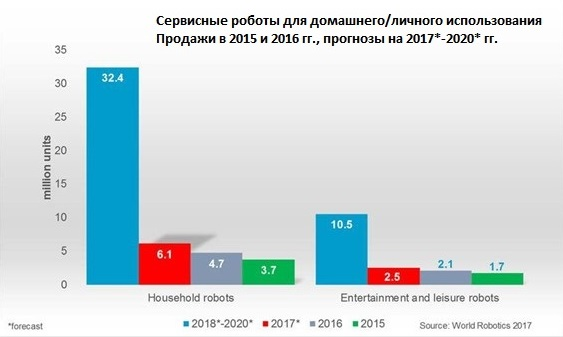 Сервисные роботы для домашнего/личного использования
Продажи в 2015 и 2016 гг., прогнозы на 2017*-2020* гг.
35
30
25
20
15
10
5
0
million units
32.4
6.1
4.7
3.7
10.5
2.5
2.1
1.7
Household robots
Entertainment and leisure robots
*forecast
2018*-2020* 2017* 2016 2015
Source: World Robotics 2017